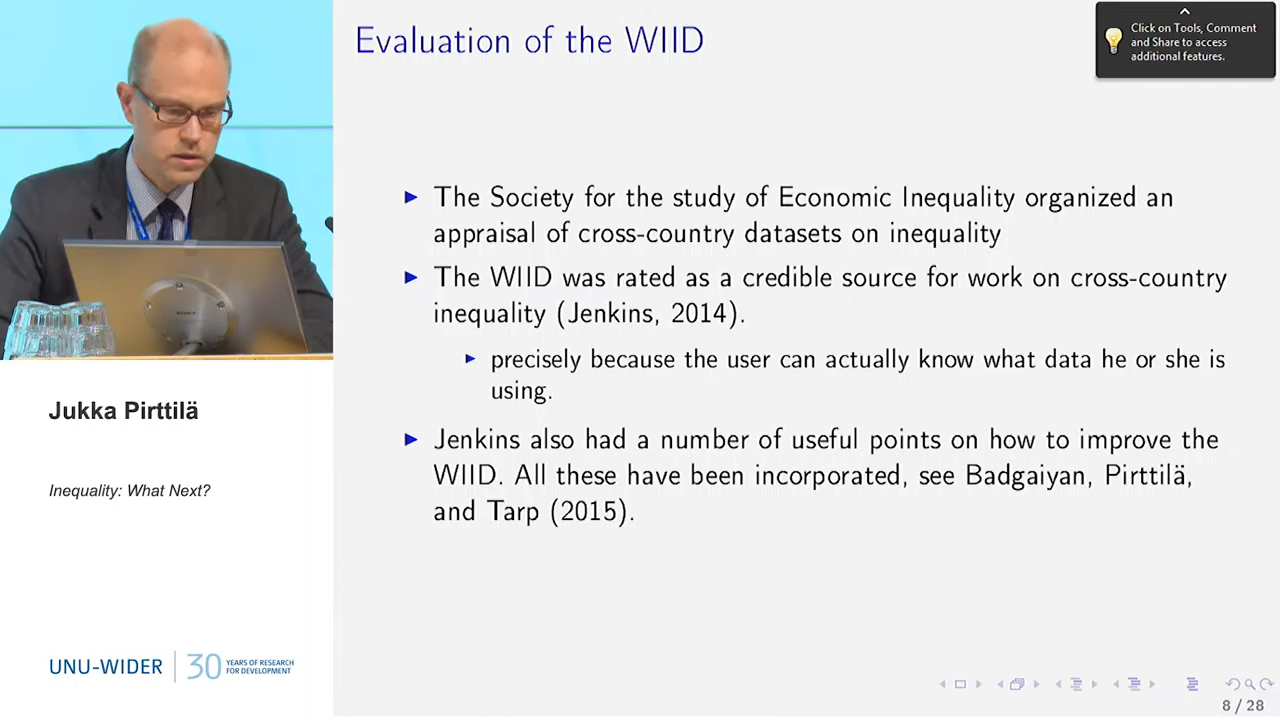 Evaluation of the WIID
Click on Tools, Comment
and Share to access
additional features.
▶ The Society for the study of Economic Inequality organized an
appraisal of cross-country datasets on inequality
▶ The WIID was rated as a credible source for work on cross-country
inequality (Jenkins, 2014).
▶ precisely because the user can actually know what data he or she is
using.
▶ Jenkins also had a number of useful points on how to improve the
WIID. All these have been incorporated, see Badgaiyan, Pirttilä,
and Tarp (2015).
8 / 28
Jukka Pirttilä
Inequality: What Next?
UNU-WIDER
30 YEARS OF RESEARCH
FOR DEVELOPMENT